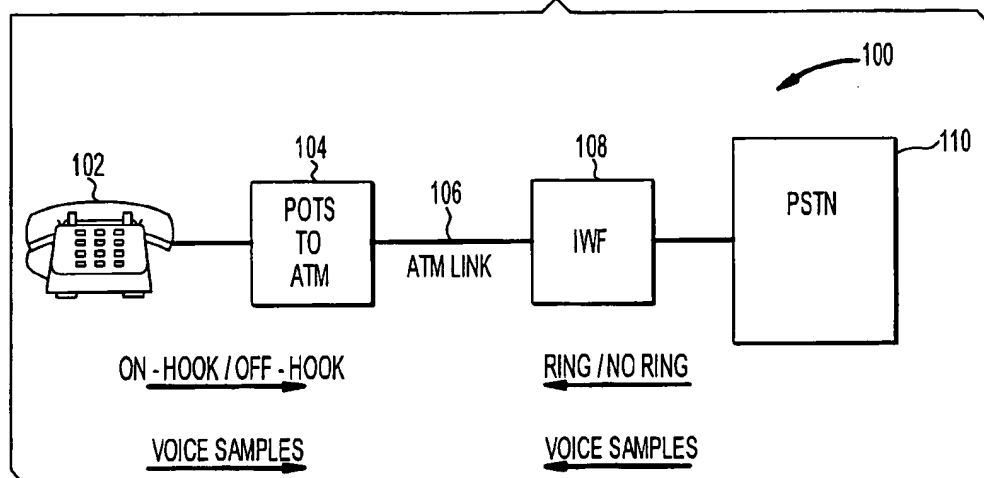 100
102
104
106
108
110
POTS
TO
ATM
ATM LINK
IWF
PSTN
ON - HOOK / OFF - HOOK
RING / NO RING
VOICE SAMPLES
VOICE SAMPLES